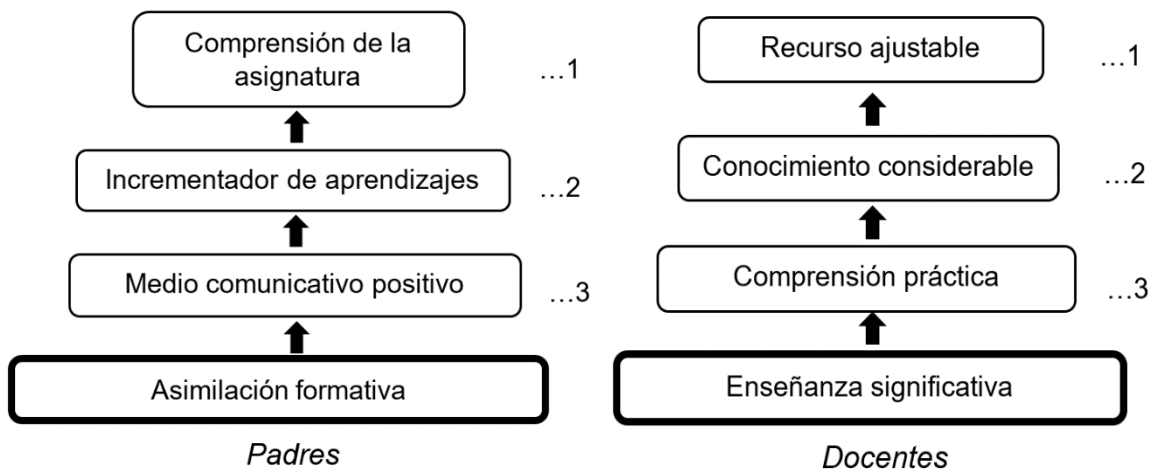 Comprensión de la
asignatura
...1
Incrementador de aprendizajes
...2
Medio comunicativo positivo
...3
Asimilación formativa
Padres
Recurso ajustable
...1
Conocimiento considerable
...2
Comprensión práctica
...3
Enseñanza significativa
Docentes